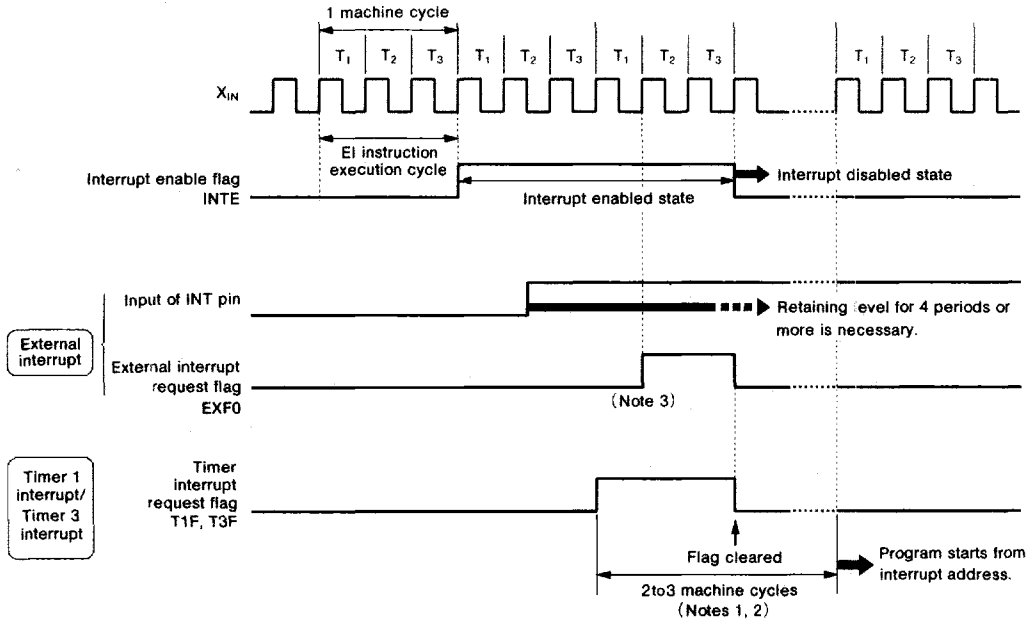 1 machine cycle
T1 T2 T3 T1 T2 T3 T1 T2 T3 T1 T2 T3
XIN
EI instruction
execution cycle
Interrupt enable flag
INTE
Interrupt enabled state
Interrupt disabled state
Input of INT pin
Retaining level for 4 periods or
more is necessary.
External
interrupt
External interrupt
request flag
EXF0
(Note 3)
Timer 1
interrupt/
Timer 3
interrupt
Timer
interrupt
request flag
T1F, T3F
Flag cleared
Program starts from
interrupt address.
2to3 machine cycles
(Notes 1, 2)